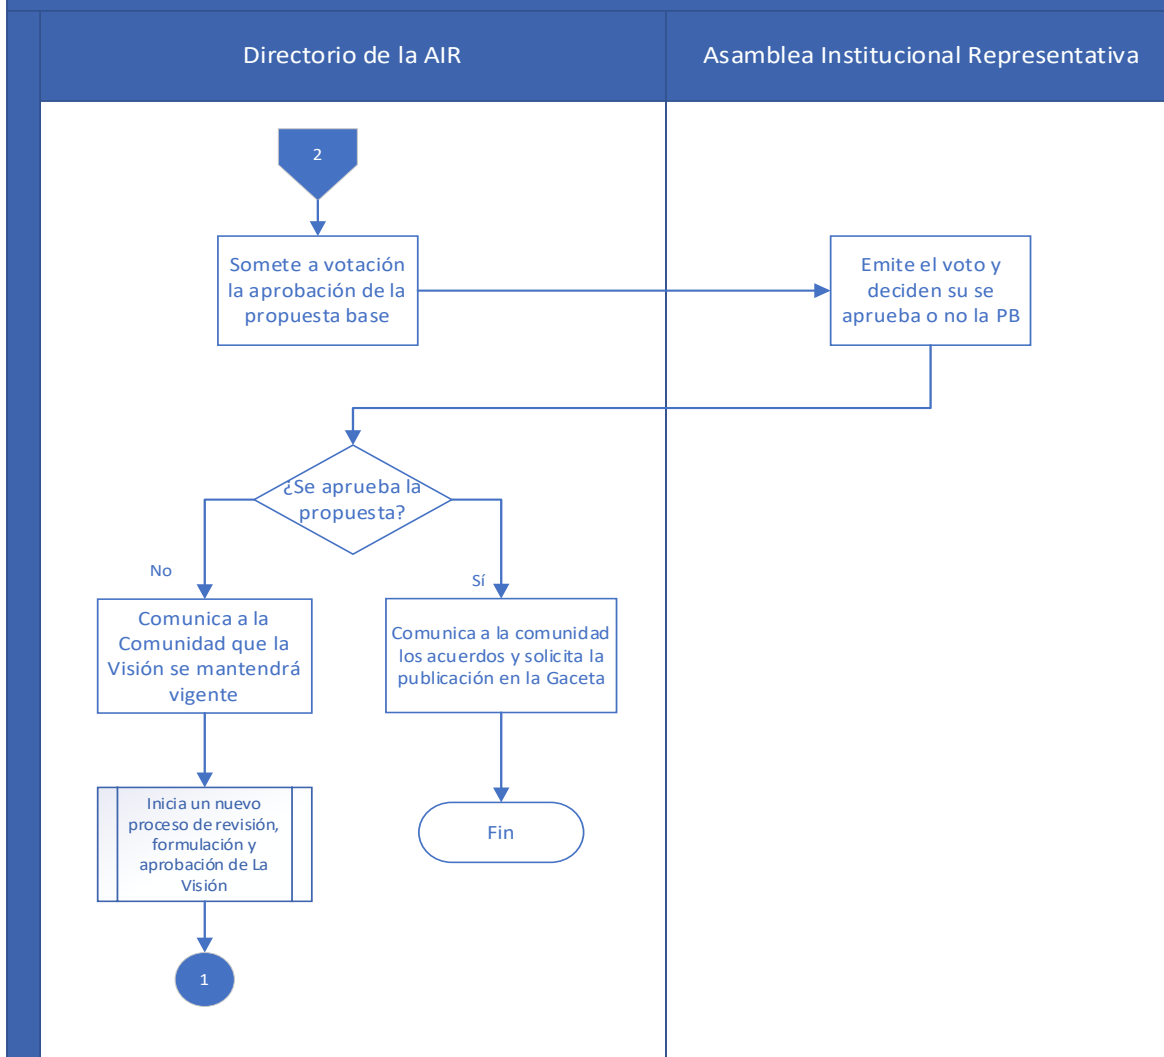 Directorio de la AIR
Asamblea Institucional Representativa
2
Somete a votación
la aprobación de la
propuesta base
Emite el voto y
deciden su se
aprueba o no la PB
¿Se aprueba la
propuesta?
No
Sí
Comunica a la
Comunidad que la
Visión se mantendrá
vigente
Comunica a la comunidad
los acuerdos y solicita la
publicación en la Gaceta
Inicia un nuevo
proceso de revisión,
formulación y
aprobación de La
Visión
Fin
1